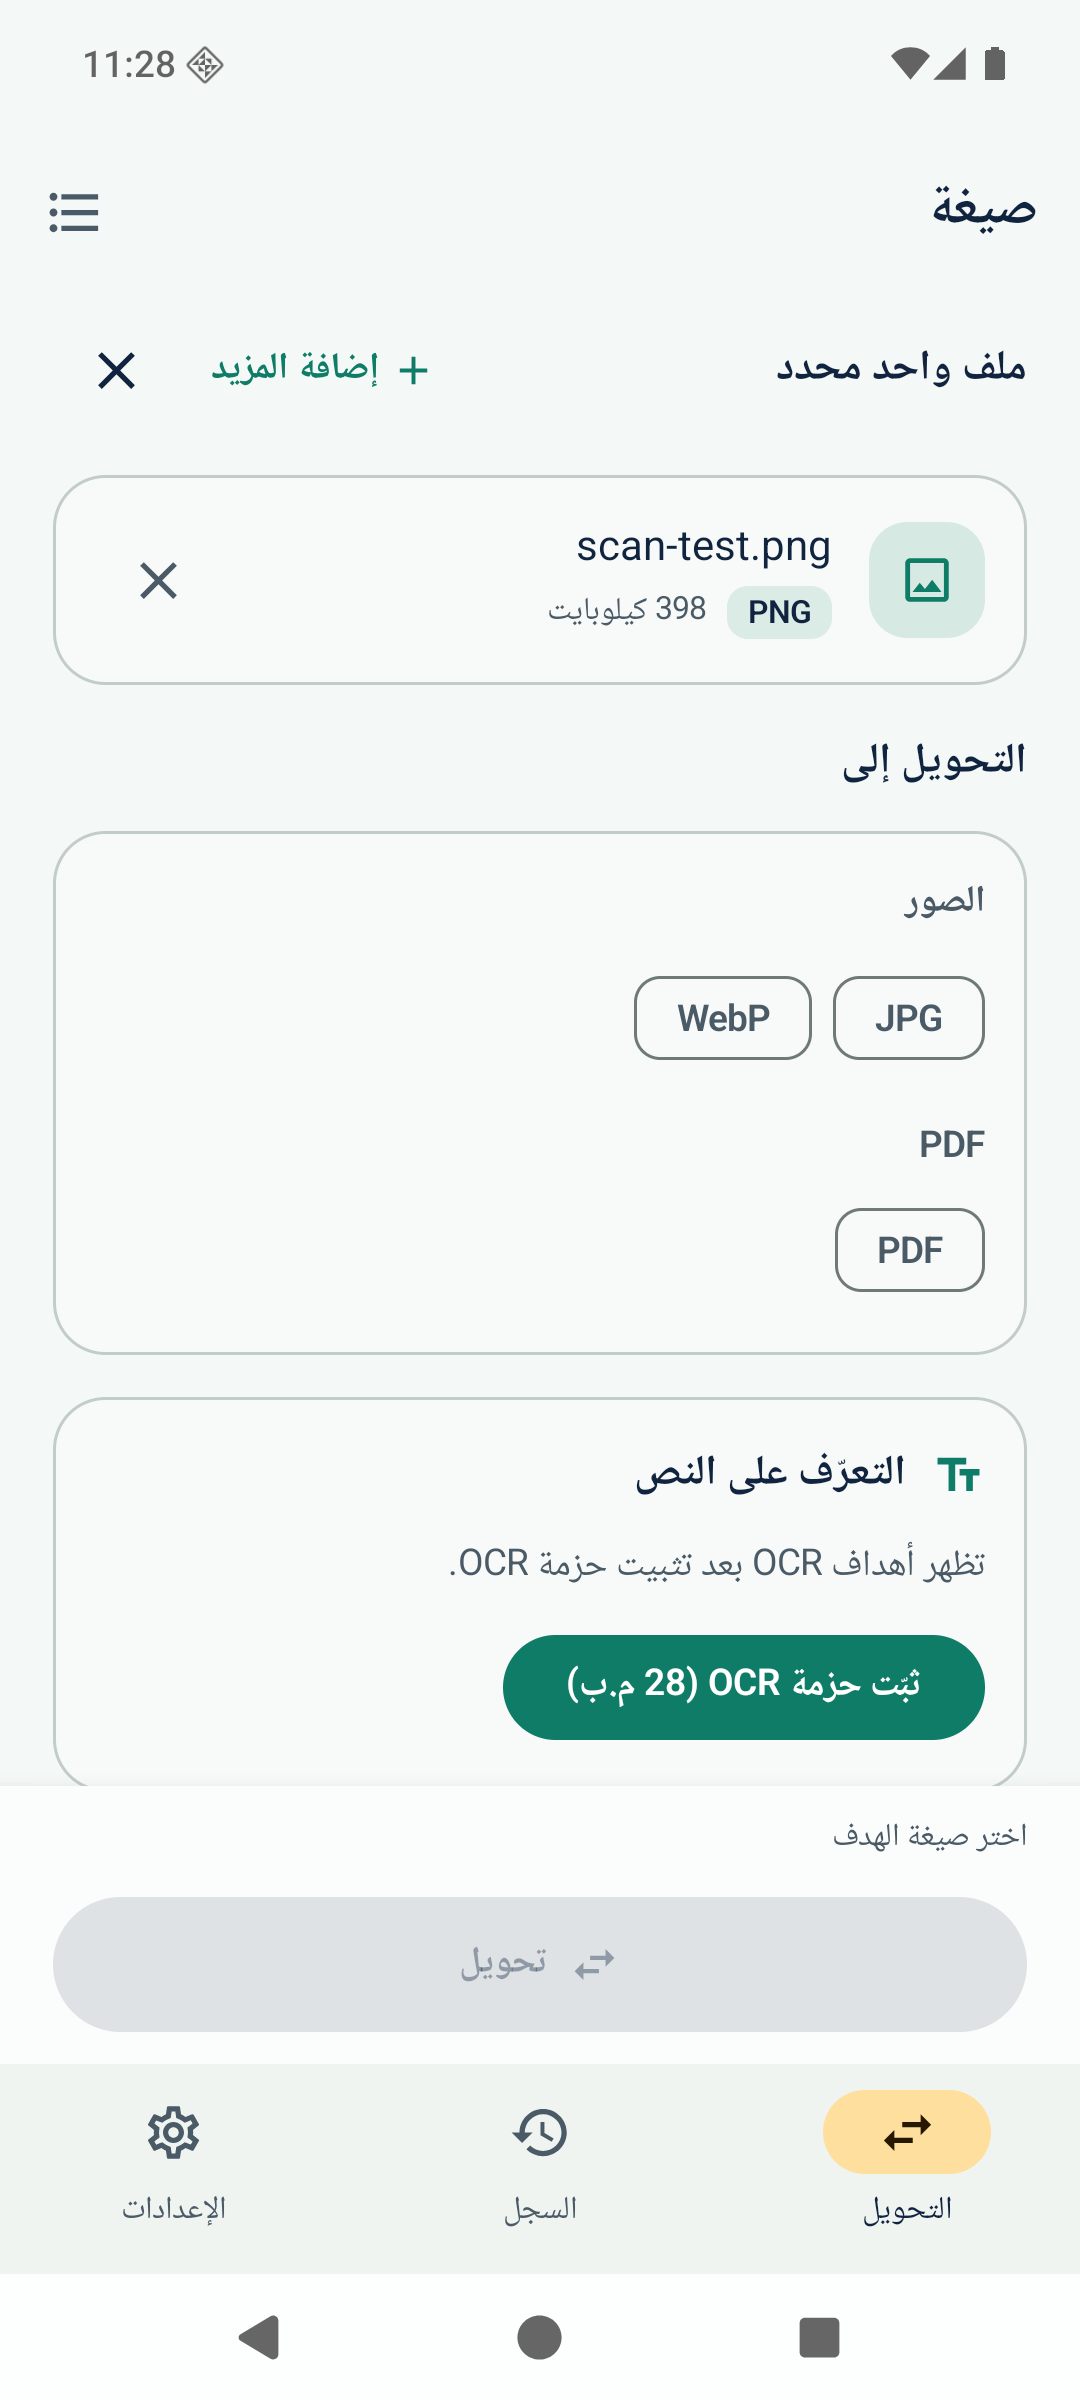 11:28
صيغة
ملف واحد محدد
إضافة المزيد
scan-test.png
PNG 398 كيلوبايت
التحويل إلى
الصور
JPG WebP
PDF
PDF
التعرّف على النص
تظهر أهداف OCR بعد تثبيت حزمة OCR.
ثبّت حزمة OCR (28 م.ب)
اختر صيغة الهدف
تحويل
التحويل السجل الإعدادات